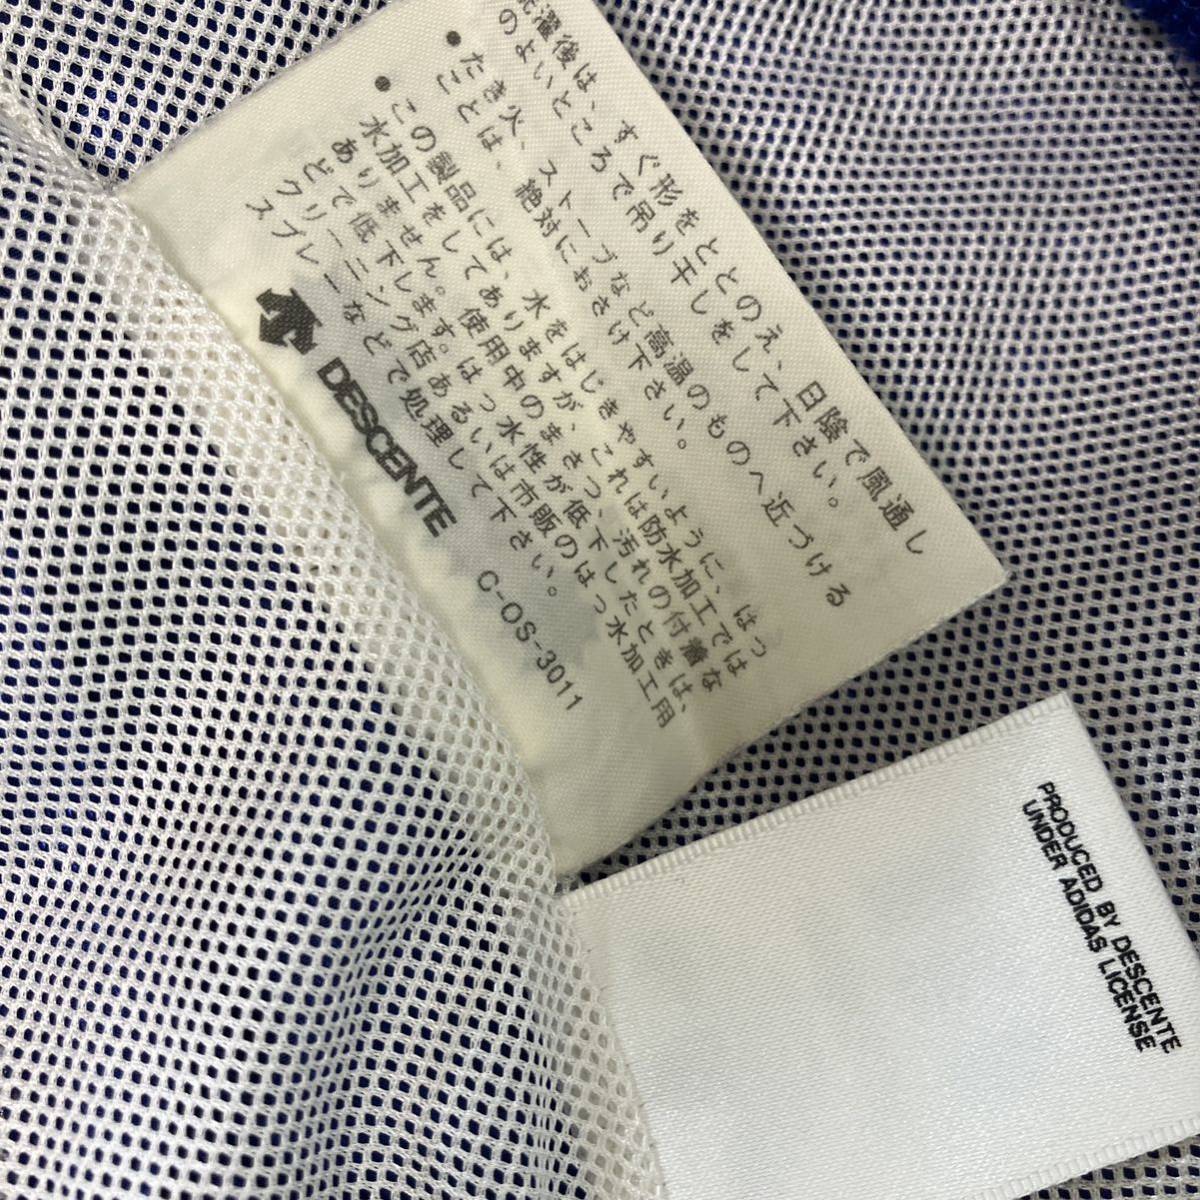 洗濯後は、すぐ形をととのえ、日陰で風通し
のよいところで吊り干しをして下さい。
● たき火、ストーブなど高温のものへ近づける
ことは、絶対におさけ下さい。
● この製品には、水をはじきやすいように、はっ
水加工をしてありますが、これは防水加工では
ありません。使用中のまさつ、汚れの付着な
どで低下します。はっ水性が低下したときは、
クリーニング店あるいは市販のはっ水加工用
スプレーなどで処理して下さい。
DESCENTE C-OS-3011
PRODUCED BY DESCENTE
UNDER ADIDAS LICENSE